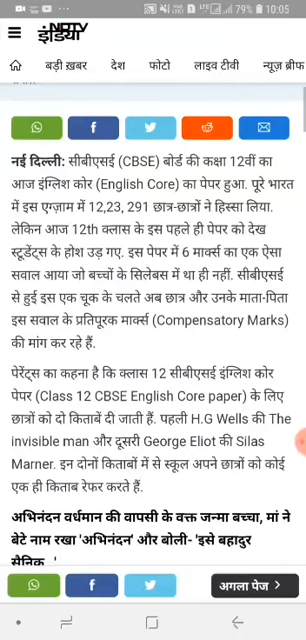 79% 10:05
NDTV
इंडिया
बड़ी ख़बर देश फोटो लाइव टीवी न्यूज़ ब्रीफ
नई दिल्ली: सीबीएसई (CBSE) बोर्ड की कक्षा 12वीं का
आज इंग्लिश कोर (English Core) का पेपर हुआ. पूरे भारत
में इस एग्ज़ाम में 12,23, 291 छात्र-छात्रों ने हिस्सा लिया.
लेकिन आज 12th क्लास के इस पहले ही पेपर को देख
स्टूडेंट्स के होश उड़ गए. इस पेपर में 6 मार्क्स का एक ऐसा
सवाल आया जो बच्चों के सिलेबस में था ही नहीं. सीबीएसई
से हुई इस एक चूक के चलते अब छात्र और उनके माता-पिता
इस सवाल के प्रतिपूरक मार्क्स (Compensatory Marks)
की मांग कर रहे हैं.
पेरेंट्स का कहना है कि क्लास 12 सीबीएसई इंग्लिश कोर
पेपर (Class 12 CBSE English Core paper) के लिए
छात्रों को दो किताबें दी जाती हैं. पहली H.G Wells की The
invisible man और दूसरी George Eliot की Silas
Marner. इन दोनों किताबों में से स्कूल अपने छात्रों को कोई
एक ही किताब रेफर करते हैं.
अभिनंदन वर्धमान की वापसी के वक्त जन्मा बच्चा, मां ने
बेटे नाम रखा 'अभिनंदन' और बोली- 'इसे बहादुर
सैनिक..'
अगला पेज >